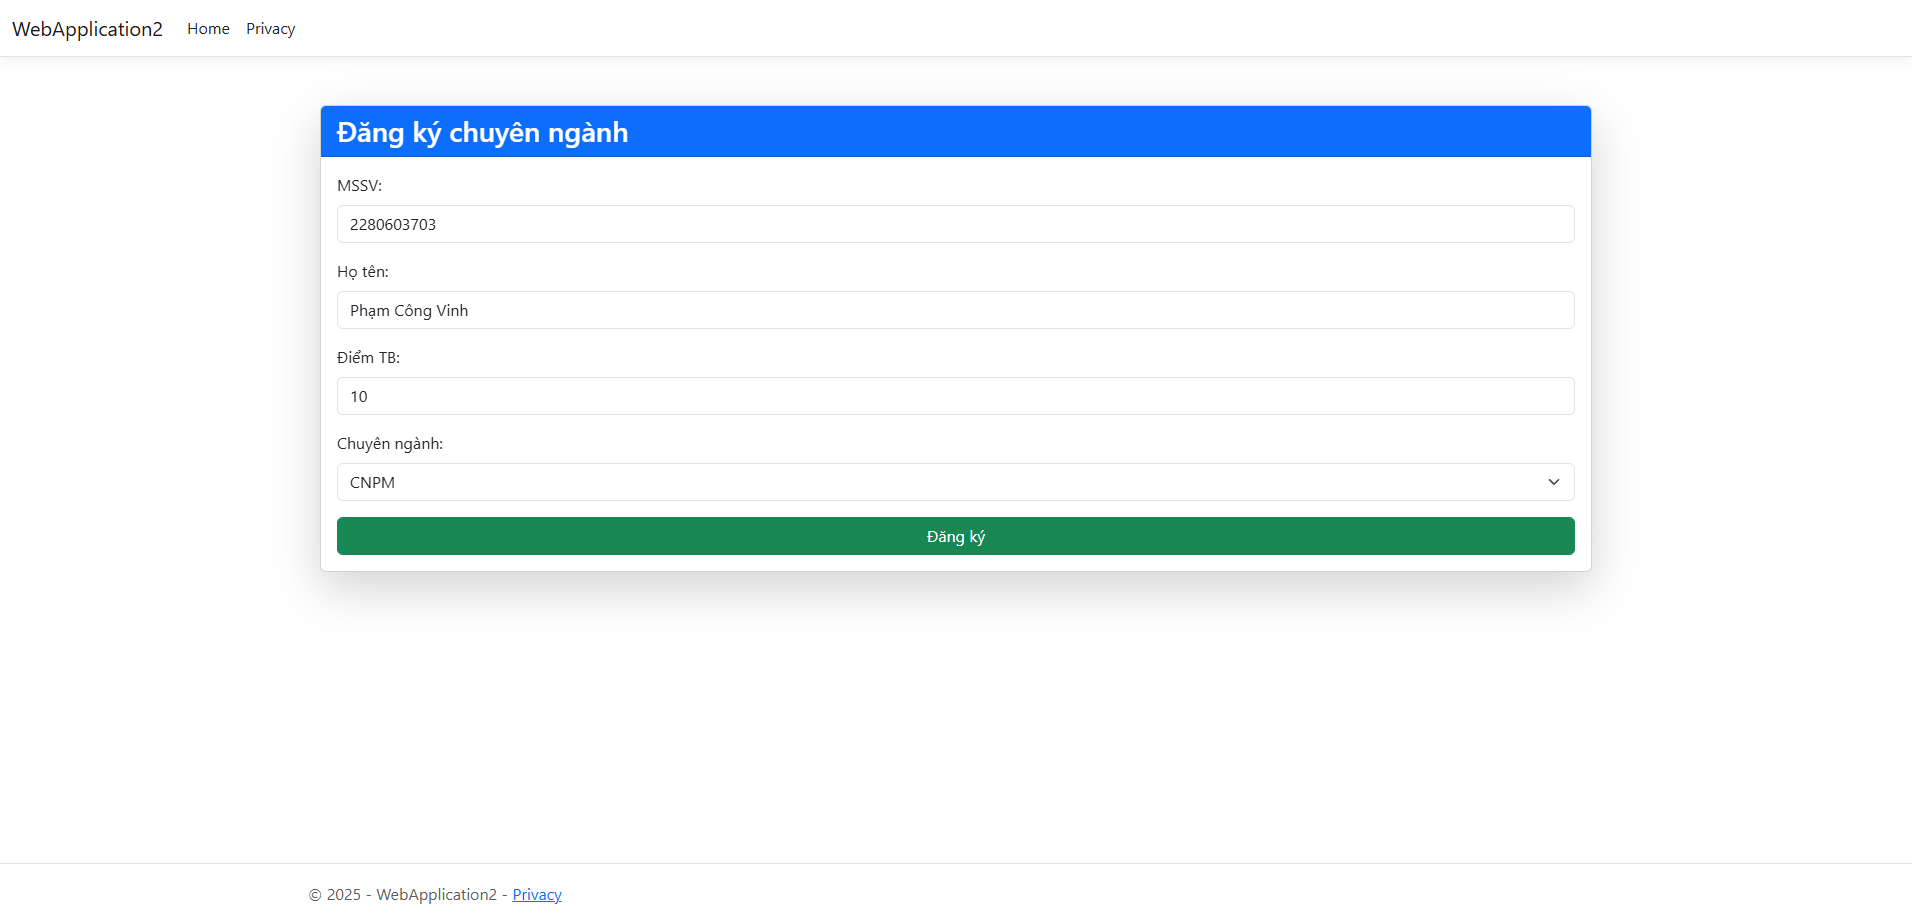 WebApplication2 Home Privacy
Đăng ký chuyên ngành
MSSV:
2280603703
Họ tên:
Phạm Công Vinh
Điểm TB:
10
Chuyên ngành:
CNPM
Đăng ký
© 2025 - WebApplication2 - Privacy